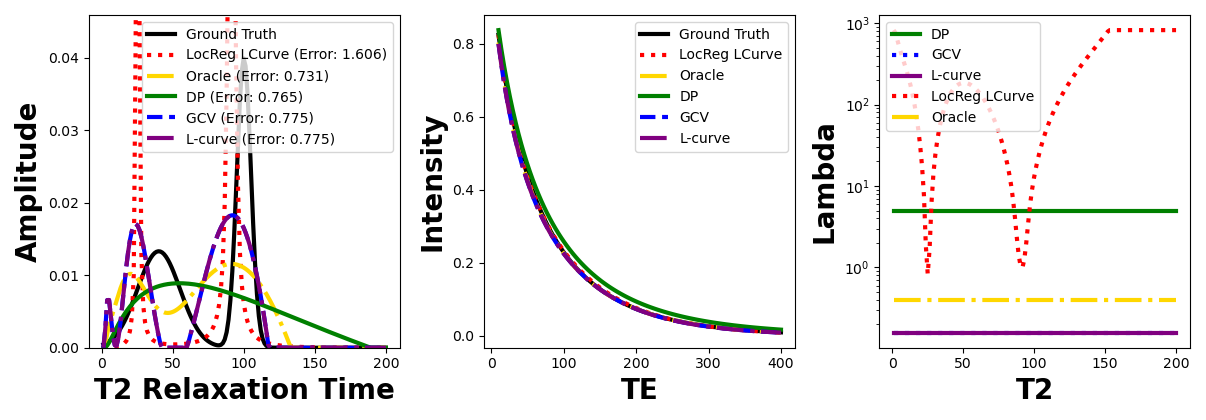 Amplitude
0.04
0.03
0.02
0.01
0.00
Ground Truth
LocReg LCurve (Error: 1.606)
Oracle (Error: 0.731)
DP (Error: 0.765)
GCV (Error: 0.775)
L-curve (Error: 0.775)
0 50 100 150 200
T2 Relaxation Time
Intensity
0.8
0.6
0.4
0.2
0.0
Ground Truth
LocReg LCurve
Oracle
DP
GCV
L-curve
0 100 200 300 400
TE
Lambda
10³
10²
10¹
10⁰
DP
GCV
L-curve
LocReg LCurve
Oracle
0 50 100 150 200
T2